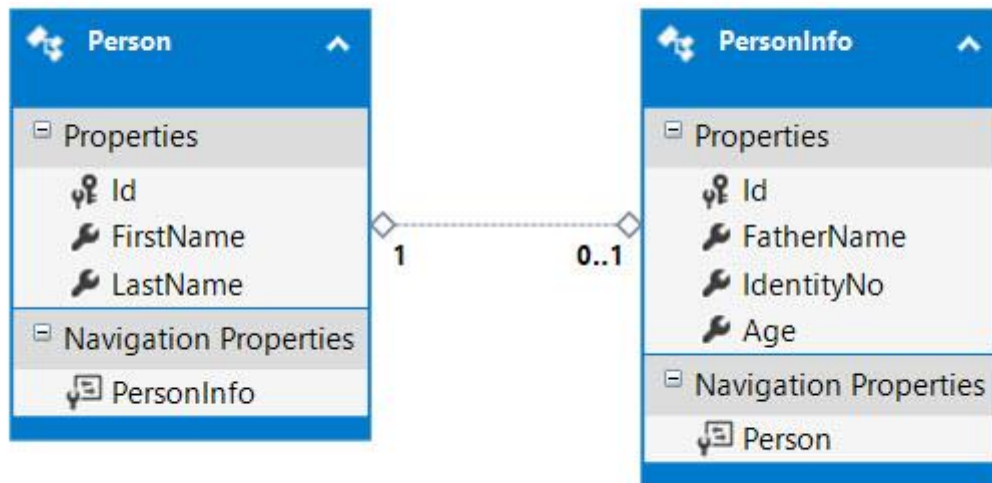 Person
Properties
Id
FirstName
LastName
Navigation Properties
PersonInfo
1
0..1
PersonInfo
Properties
Id
FatherName
IdentityNo
Age
Navigation Properties
Person